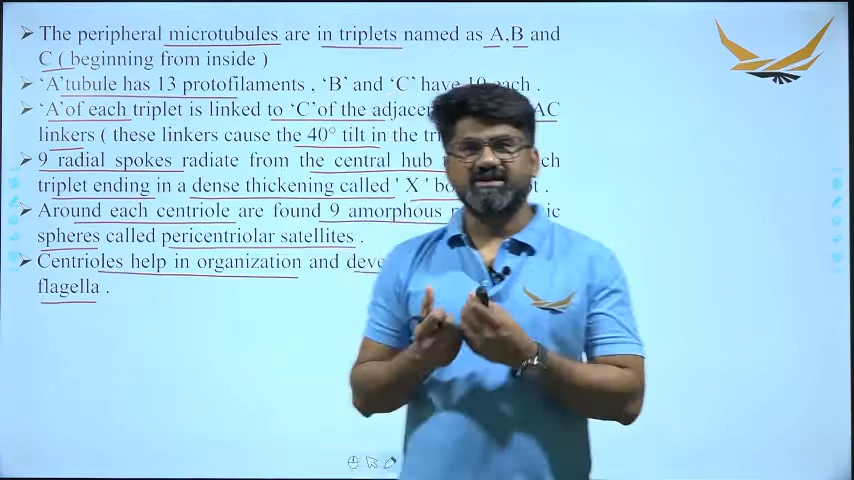 The peripheral microtubules are in triplets named as A,B and
C ( beginning from inside )
‘A’tubule has 13 protofilaments , ‘B’ and ‘C’ have 10 each .
‘A’of each triplet is linked to ‘C’of the AC
linkers ( these linkers cause the 40° tilt in the
9 radial spokes radiate from the central hub
triplet ending in a dense thickening called ' X '
Around each centriole are found 9 amorphous
spheres called pericentriolar satellites .
Centrioles help in organization and
flagella .